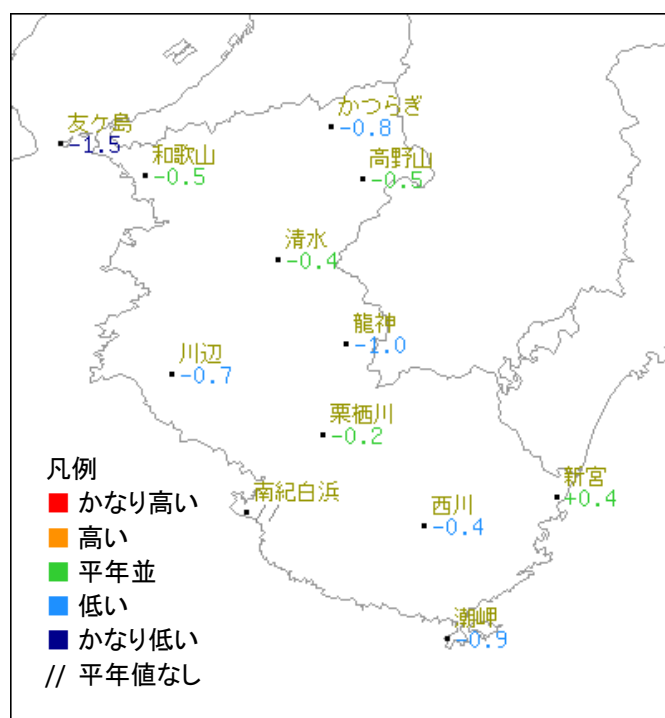 かつらぎ
-0.8
友ケ島
-1.5
和歌山
-0.5
高野山
-0.5
清水
-0.4
龍神
-1.0
川辺
-0.7
栗栖川
-0.2
南紀白浜
//
西川
-0.4
新宮
+0.4
潮岬
-0.9
凡例
かなり高い
高い
平年並
低い
かなり低い
// 平年値なし